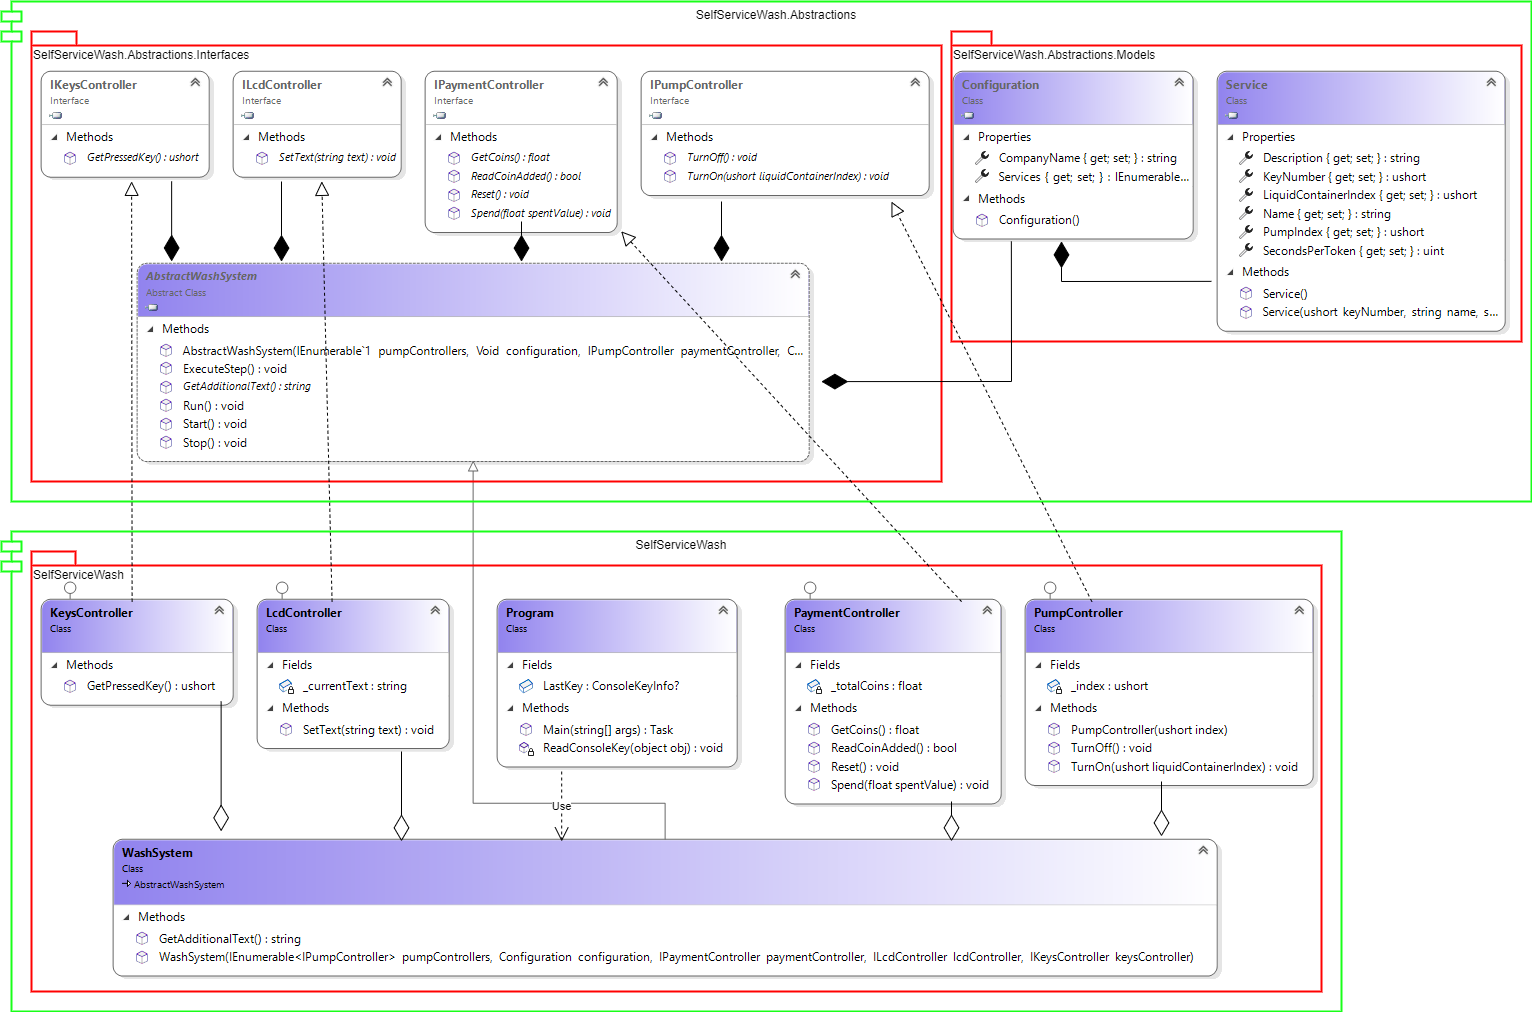 SelfServiceWash.Abstractions
SelfServiceWash.Abstractions.Interfaces
IKeysController
Interface
Methods
GetPressedKey() : ushort
ILcdController
Interface
Methods
SetText(string text) : void
IPaymentController
Interface
Methods
GetCoins() : float
ReadCoinAdded() : bool
Reset() : void
Spend(float spentValue) : void
IPumpController
Interface
Methods
TurnOff() : void
TurnOn(ushort liquidContainerIndex) : void
AbstractWashSystem
Abstract Class
Methods
AbstractWashSystem(IEnumerable`1 pumpControllers, Void configuration, IPumpController paymentController, C...
ExecuteStep() : void
GetAdditionalText() : string
Run() : void
Start() : void
Stop() : void
SelfServiceWash.Abstractions.Models
Configuration
Class
Properties
CompanyName { get; set; } : string
Services { get; set; } : IEnumerable...
Methods
Configuration()
Service
Class
Properties
Description { get; set; } : string
KeyNumber { get; set; } : ushort
LiquidContainerIndex { get; set; } : ushort
Name { get; set; } : string
PumpIndex { get; set; } : ushort
SecondsPerToken { get; set; } : uint
Methods
Service()
Service(ushort keyNumber, string name, s...
SelfServiceWash
SelfServiceWash
KeysController
Class
Methods
GetPressedKey() : ushort
LcdController
Class
Fields
_currentText : string
Methods
SetText(string text) : void
Program
Class
Fields
LastKey : ConsoleKeyInfo?
Methods
Main(string[] args) : Task
ReadConsoleKey(object obj) : void
PaymentController
Class
Fields
_totalCoins : float
Methods
GetCoins() : float
ReadCoinAdded() : bool
Reset() : void
Spend(float spentValue) : void
PumpController
Class
Fields
_index : ushort
Methods
PumpController(ushort index)
TurnOff() : void
TurnOn(ushort liquidContainerIndex) : void
Use
WashSystem
Class
AbstractWashSystem
Methods
GetAdditionalText() : string
WashSystem(IEnumerable<IPumpController> pumpControllers, Configuration configuration, IPaymentController paymentController, ILcdController lcdController, IKeysController keysController)